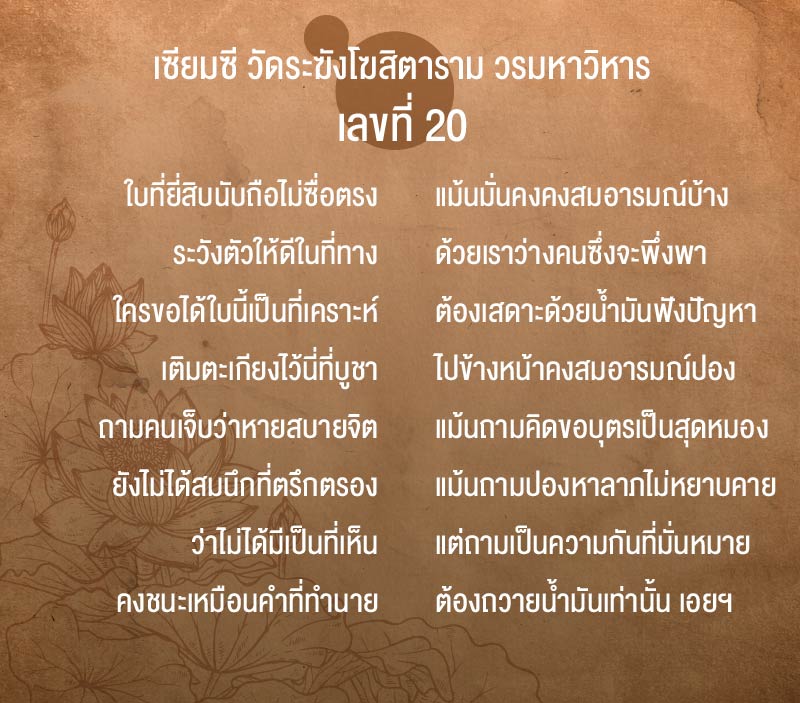 เซียมซี วัดระฆังโฆสิตาราม วรมหาวิหาร
เลขที่ 20
ใบที่ยี่สิบนับถือไม่ซื่อตรง แม้นมั่นคงคงสมอารมณ์บ้าง
ระวังตัวให้ดีในที่ทาง ด้วยเราว่างคนซึ่งจะพึ่งพา
ใครขอได้ใบนี้เป็นที่เคราะห์ ต้องเสดาะด้วยน้ำมันฟังปัญหา
เติมตะเกียงไว้นี่ที่บูชา ไปข้างหน้าคงสมอารมณ์ปอง
ถามคนเจ็บว่าหายสบายจิต แม้นถามคิดขอบุตรเป็นสุดหมอง
ยังไม่ได้สมนึกที่ตรึกตรอง แม้นถามปองหาลาภไม่หยาบคาย
ว่าไม่ได้มีเป็นที่เห็น แต่ถามเป็นความกันที่มั่นหมาย
คงชนะเหมือนคำที่ทำนาย ต้องถวายน้ำมันเท่านั้น เอยฯ